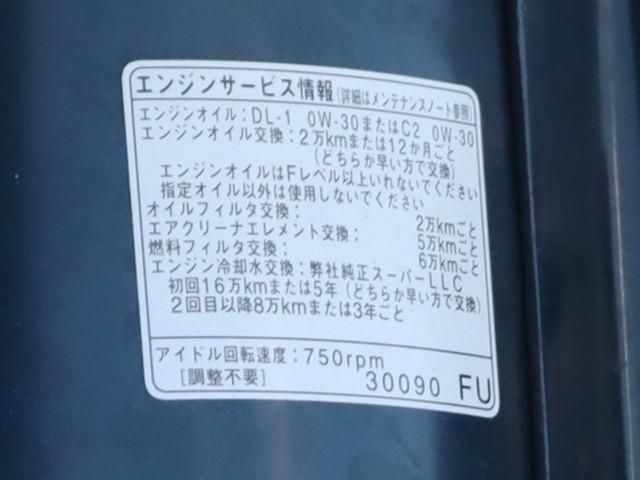 エンジンサービス情報(詳細はメンテナンスノート参照)
エンジンオイル:DL-1 0W-30またはC2 0W-30
エンジンオイル交換:2万kmまたは12か月ごと
(どちらか早い方で交換)
エンジンオイルはFレベル以上いれないでください
指定オイル以外は使用しないでください
オイルフィルタ交換: 2万kmごと
エアクリーナエレメント交換: 5万kmごと
燃料フィルタ交換: 6万kmごと
エンジン冷却水交換:弊社純正スーパーLLC
初回16万kmまたは5年(どちらか早い方で交換)
2回目以降8万kmまたは3年ごと
アイドル回転速度:750rpm
[調整不要] 30090 FU